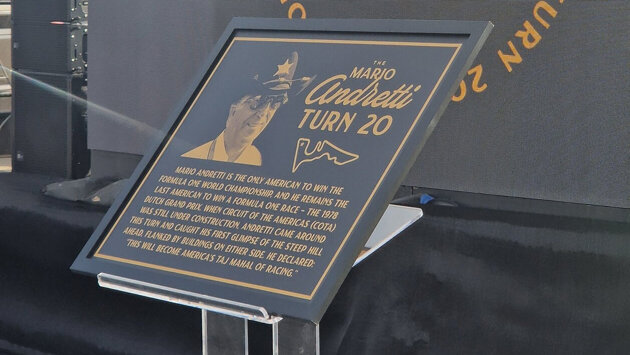 THE
MARIO
Andretti
TURN 20
MARIO ANDRETTI IS THE ONLY AMERICAN TO WIN THE
FORMULA ONE WORLD CHAMPIONSHIP, AND HE REMAINS THE
LAST AMERICAN TO WIN A FORMULA ONE RACE – THE 1978
DUTCH GRAND PRIX. WHEN CIRCUIT OF THE AMERICAS (COTA)
WAS STILL UNDER CONSTRUCTION, ANDRETTI CAME AROUND
THIS TURN AND CAUGHT HIS FIRST GLIMPSE OF THE STEEP HILL
AHEAD. FLANKED BY BUILDINGS ON EITHER SIDE, HE DECLARED:
"THIS WILL BECOME AMERICA'S TAJ MAHAL OF RACING."
TURN 20